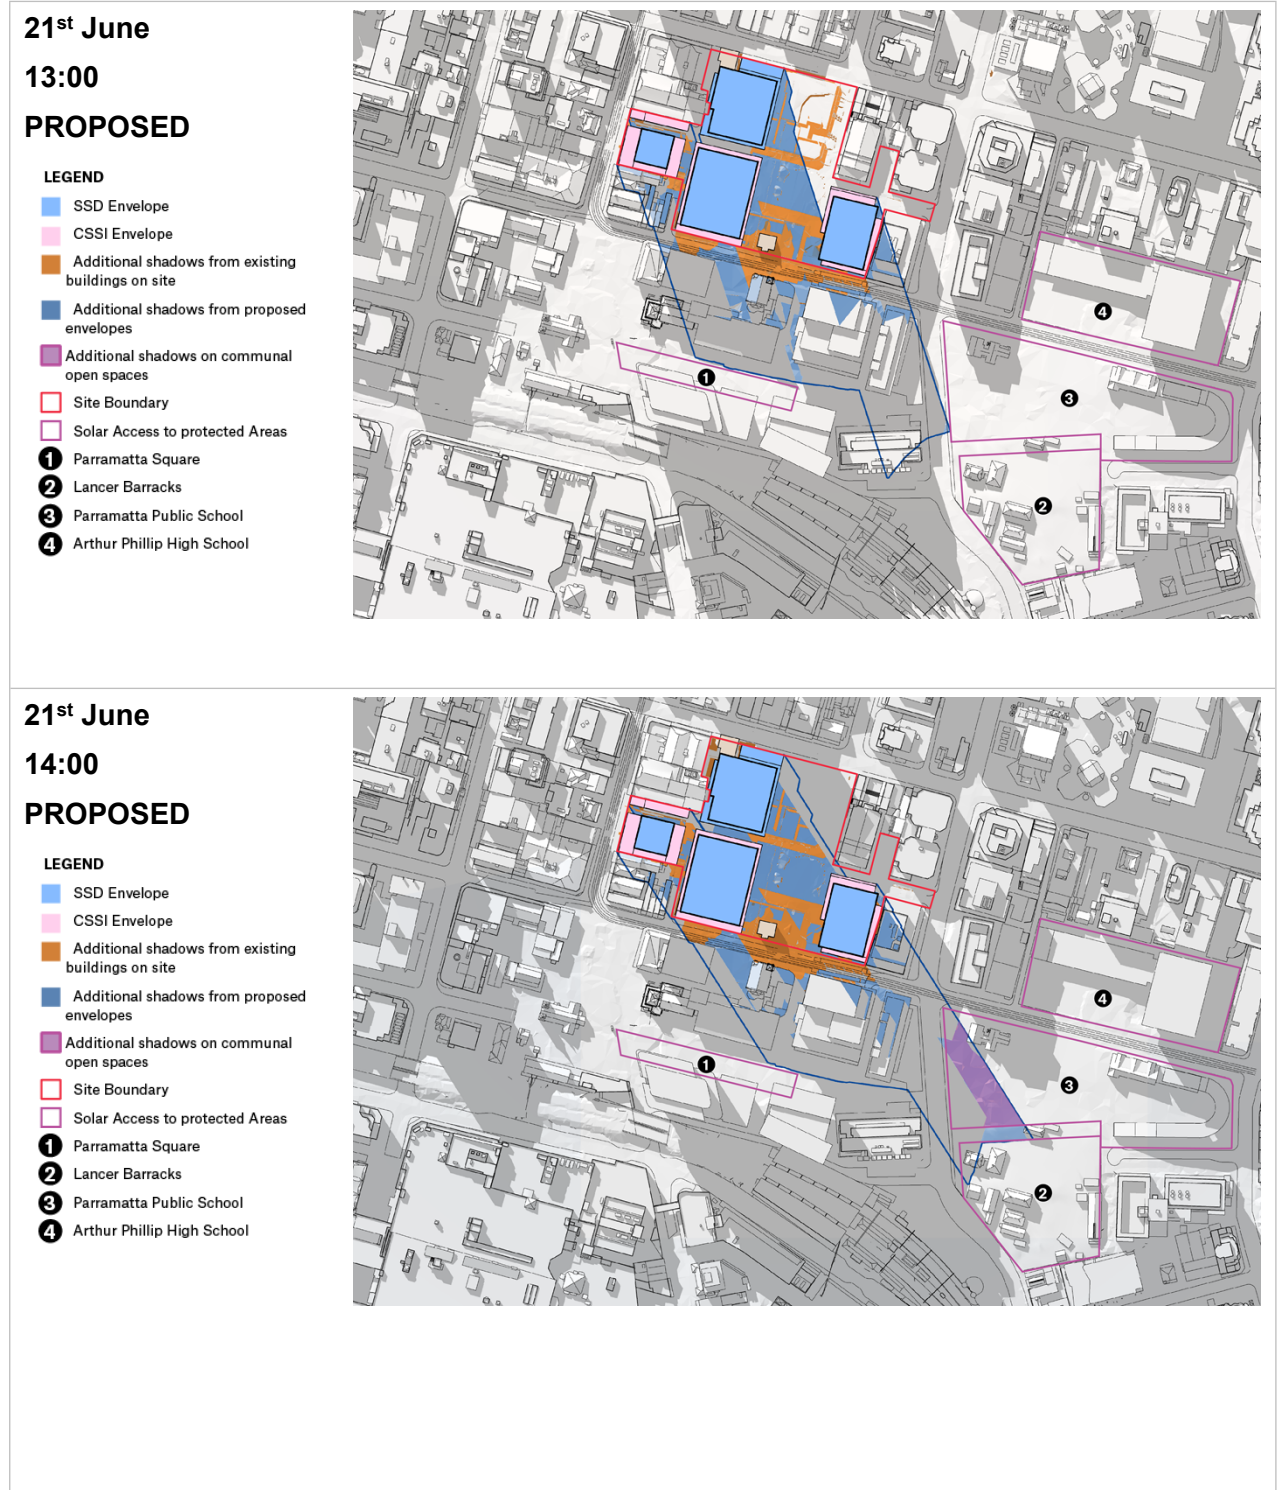 21st June
13:00
PROPOSED
LEGEND
SSD Envelope
CSSI Envelope
Additional shadows from existing
buildings on site
Additional shadows from proposed
envelopes
Additional shadows on communal
open spaces
Site Boundary
Solar Access to protected Areas
1 Parramatta Square
2 Lancer Barracks
3 Parramatta Public School
4 Arthur Phillip High School
4
1
3
2
21st June
14:00
PROPOSED
LEGEND
SSD Envelope
CSSI Envelope
Additional shadows from existing
buildings on site
Additional shadows from proposed
envelopes
Additional shadows on communal
open spaces
Site Boundary
Solar Access to protected Areas
1 Parramatta Square
2 Lancer Barracks
3 Parramatta Public School
4 Arthur Phillip High School
4
1
3
2